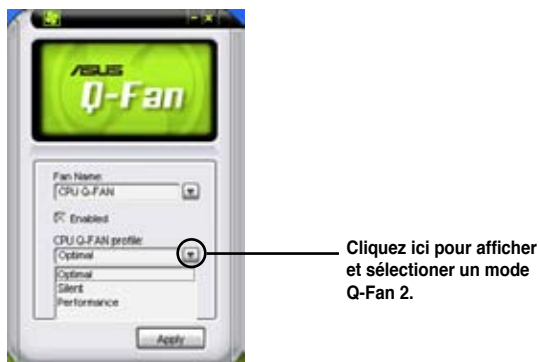 ASUS
Q-Fan
Fan Name:
CPU Q-FAN
Enabled
CPU Q-FAN profile:
Optimal
Optimal
Silent
Performance
Apply
Cliquez ici pour afficher
et sélectioner un mode
Q-Fan 2.